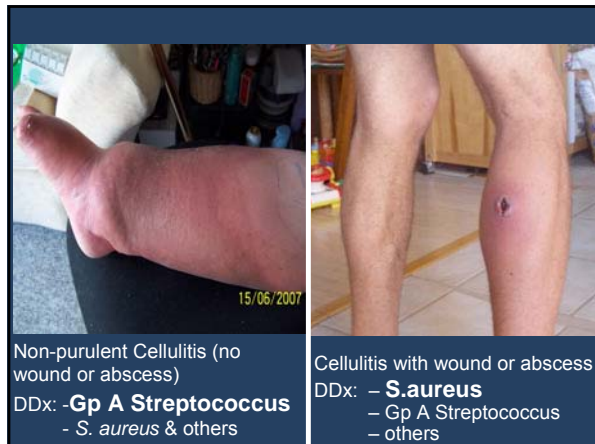 15/06/2007
Non-purulent Cellulitis (no
wound or abscess)
DDx: -Gp A Streptococcus
- S. aureus & others
Cellulitis with wound or abscess
DDx: – S.aureus
– Gp A Streptococcus
– others